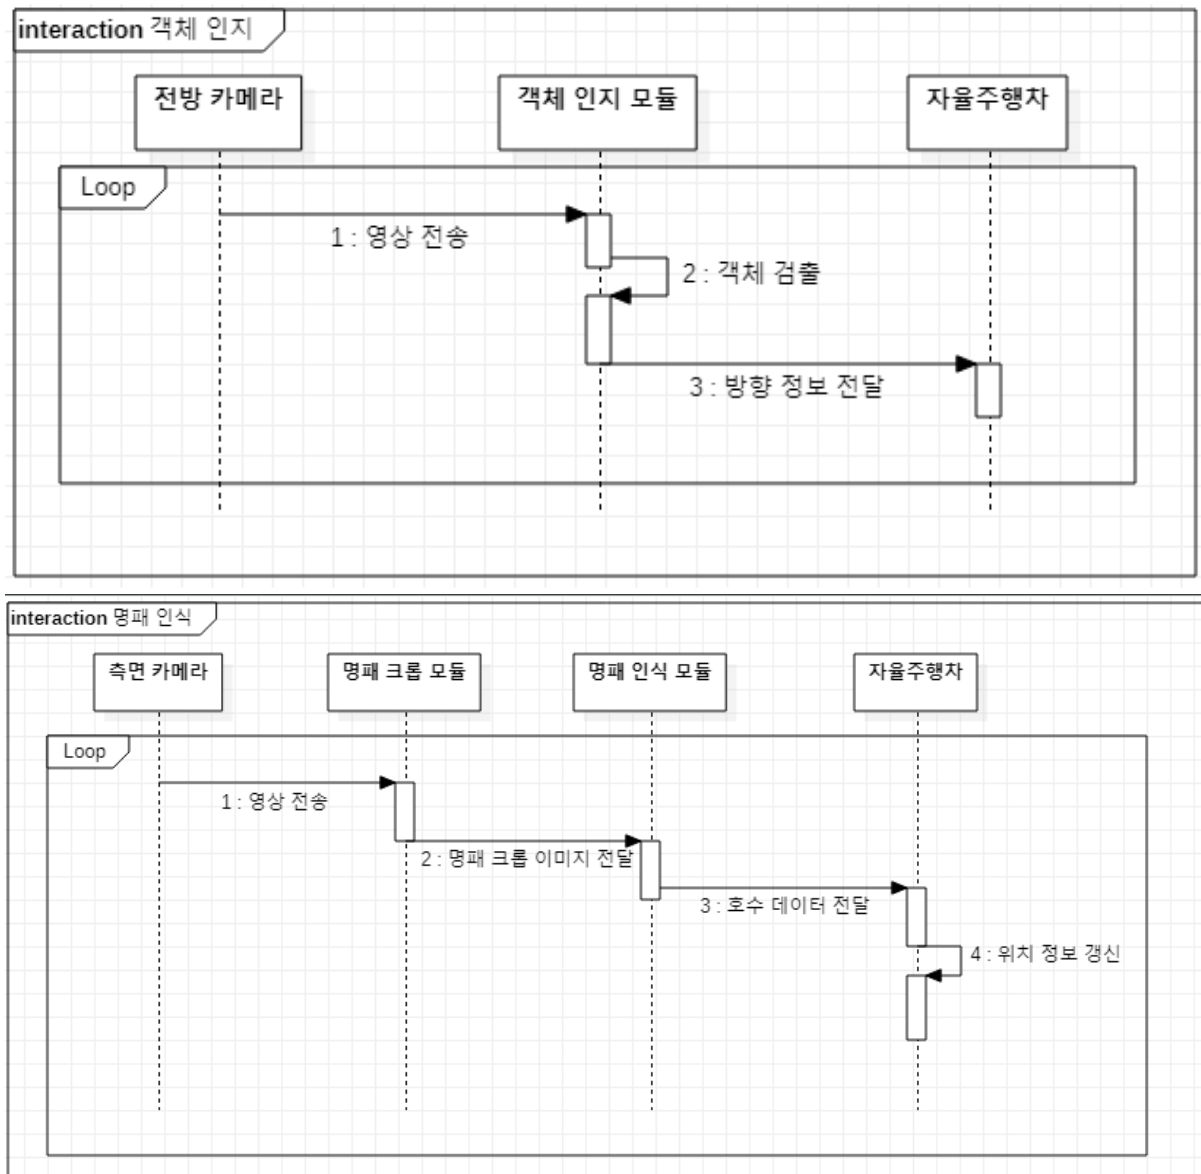 interaction 객체 인지
전방 카메라
객체 인지 모듈
자율주행차
Loop
1 : 영상 전송
2 : 객체 검출
3 : 방향 정보 전달
interaction 명패 인식
측면 카메라
명패 크롭 모듈
명패 인식 모듈
자율주행차
Loop
1 : 영상 전송
2 : 명패 크롭 이미지 전달
3 : 호수 데이터 전달
4 : 위치 정보 갱신